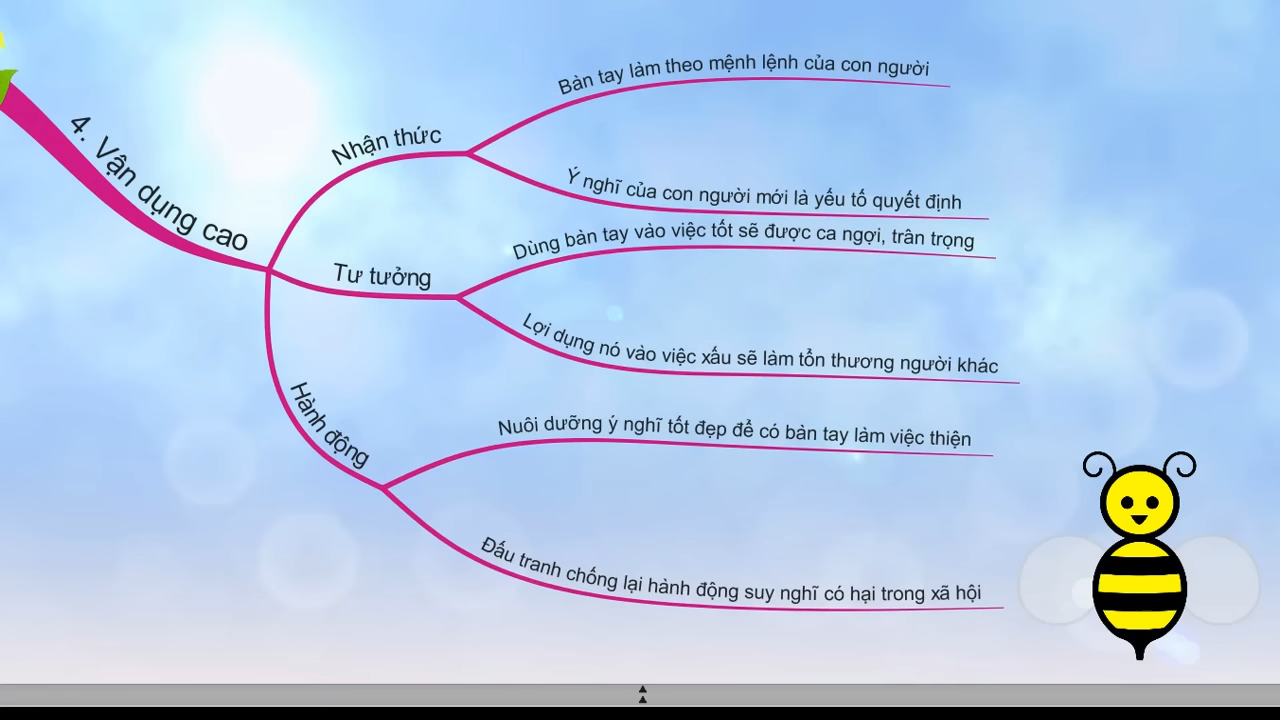 4. Vận dụng cao
Nhận thức
Bàn tay làm theo mệnh lệnh của con người
Ý nghĩ của con người mới là yếu tố quyết định
Tư tưởng
Dùng bàn tay vào việc tốt sẽ được ca ngợi, trân trọng
Lợi dụng nó vào việc xấu sẽ làm tổn thương người khác
Hành động
Nuôi dưỡng ý nghĩ tốt đẹp để có bàn tay làm việc thiện
Đấu tranh chống lại hành động suy nghĩ có hại trong xã hội